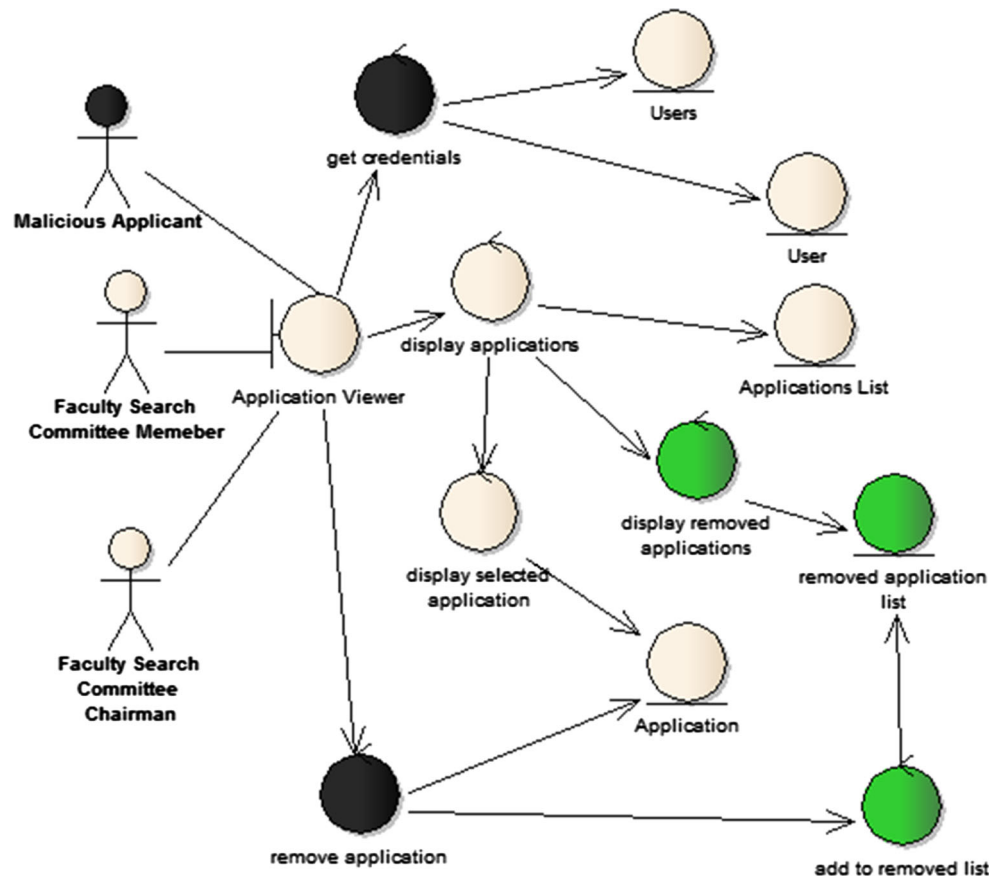 Users
get credentials
Malicious Applicant
User
display applications
Applications List
Application Viewer
Faculty Search
Committee Memeber
display removed
applications
display selected
application
removed application
list
Faculty Search
Committee
Chairman
Application
remove application
add to removed list